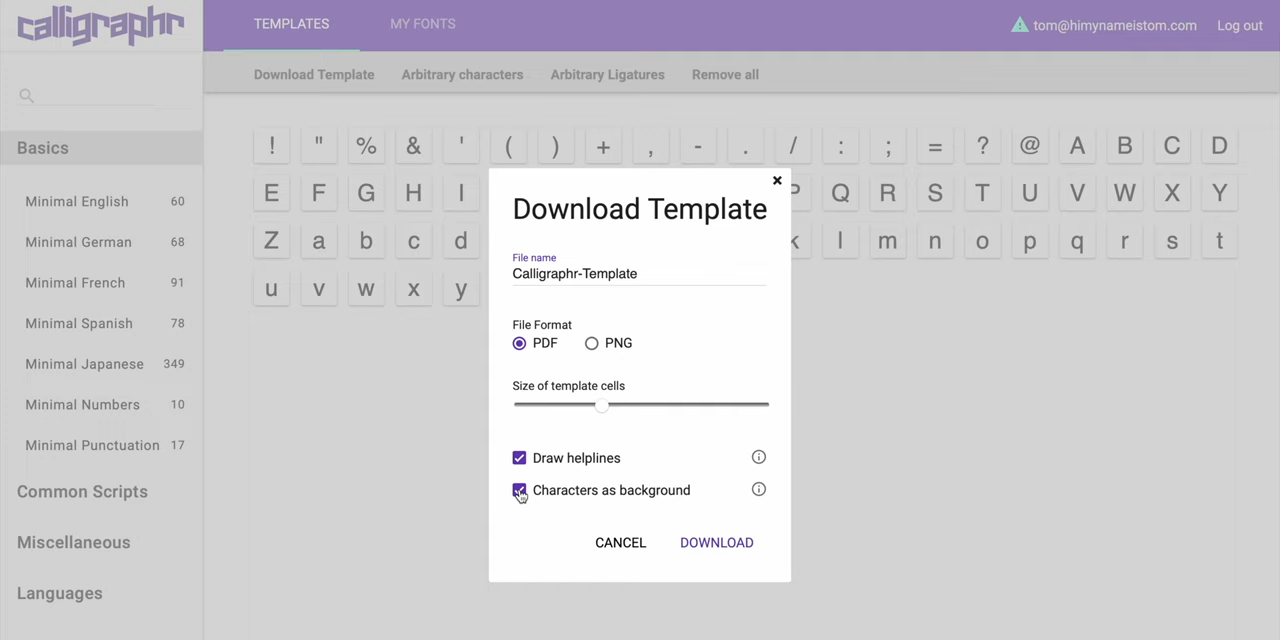 calligraphr
TEMPLATES
MY FONTS
tom@himynameistom.com
Log out
Download Template
Arbitrary characters
Arbitrary Ligatures
Remove all
Basics
Minimal English 60
Minimal German 68
Minimal French 91
Minimal Spanish 78
Minimal Japanese 349
Minimal Numbers 10
Minimal Punctuation 17
Common Scripts
Miscellaneous
Languages
! " % & ' ( ) + , - . / : ; = ? @ A B C D
E F G H I P Q R S T U V W X Y
Z a b c d k l m n o p q r s t
u v w x y
Download Template
File name
Calligraphr-Template
File Format
PDF
PNG
Size of template cells
Draw helplines
Characters as background
CANCEL
DOWNLOAD